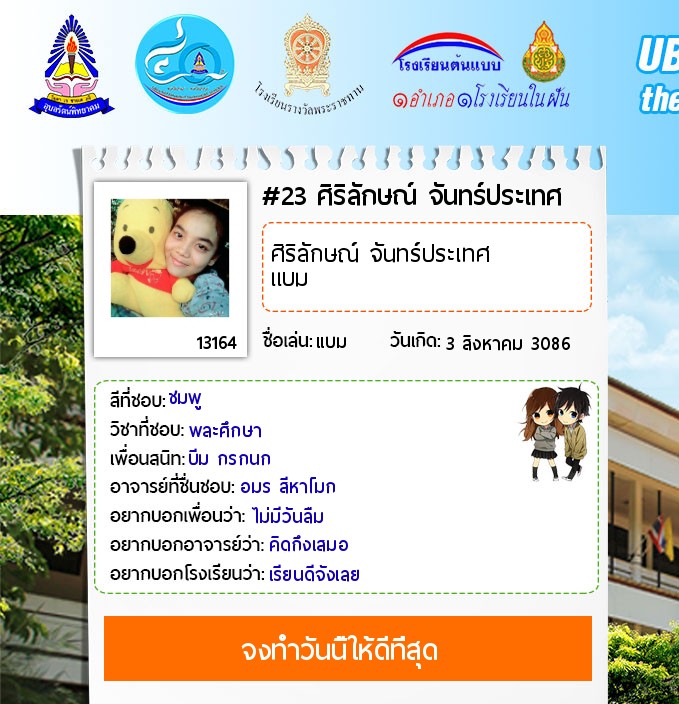 อุบลรัตน์พิทยาคม
โรงเรียนรางวัลพระราชทาน
โรงเรียนต้นแบบ
๑อำเภอ๑โรงเรียนในฝัน
UB
the
#23 ศิริลักษณ์ จันทร์ประเทศ
ศิริลักษณ์ จันทร์ประเทศ
แบม
13164
ชื่อเล่น: แบม วันเกิด: 3 สิงหาคม 3086
สีที่ชอบ: ชมพู
วิชาที่ชอบ: พละศึกษา
เพื่อนสนิท: บีม กรกนก
อาจารย์ที่ชื่นชอบ: อมร สีหาโมก
อยากบอกเพื่อนว่า: ไม่มีวันลืม
อยากบอกอาจารย์ว่า: คิดถึงเสมอ
อยากบอกโรงเรียนว่า: เรียนดีจังเลย
จงทำวันนี้ให้ดีที่สุด